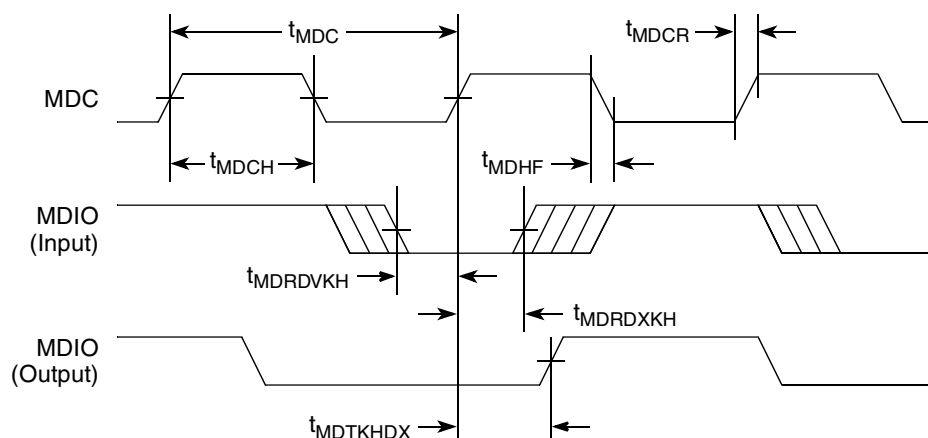 tMDC
tMDCR
MDC
tMDCH
tMDHF
MDIO
(Input)
tMDRDVKH
tMDRDXKH
MDIO
(Output)
tMDTKHDX